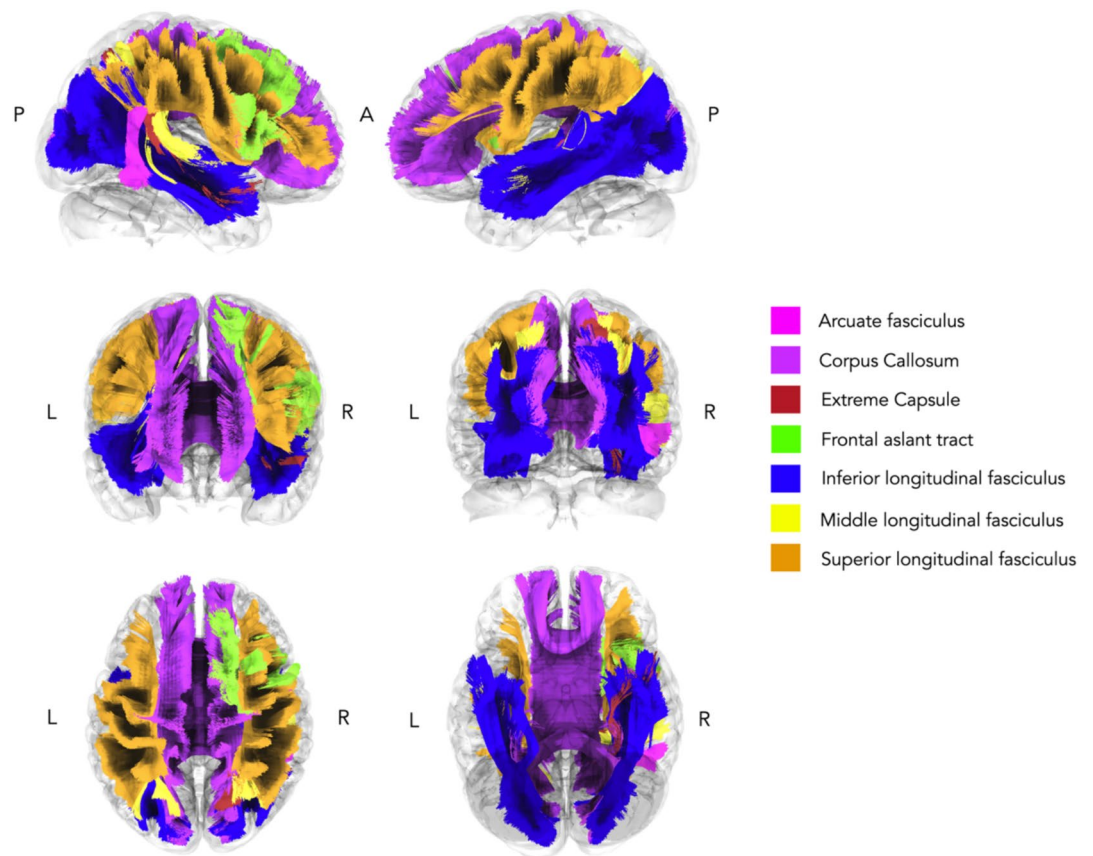 P
A
P
L
R
L
R
Arcuate fasciculus
Corpus Callosum
Extreme Capsule
Frontal aslant tract
Inferior longitudinal fasciculus
Middle longitudinal fasciculus
Superior longitudinal fasciculus
L
R
L
R